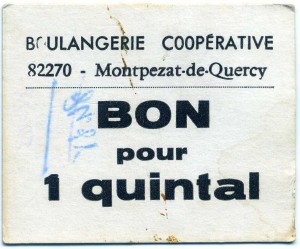 BOULANGERIE COOPÉRATIVE
82270 - Montpezat-de-Quercy
BON
pour
1 quintal